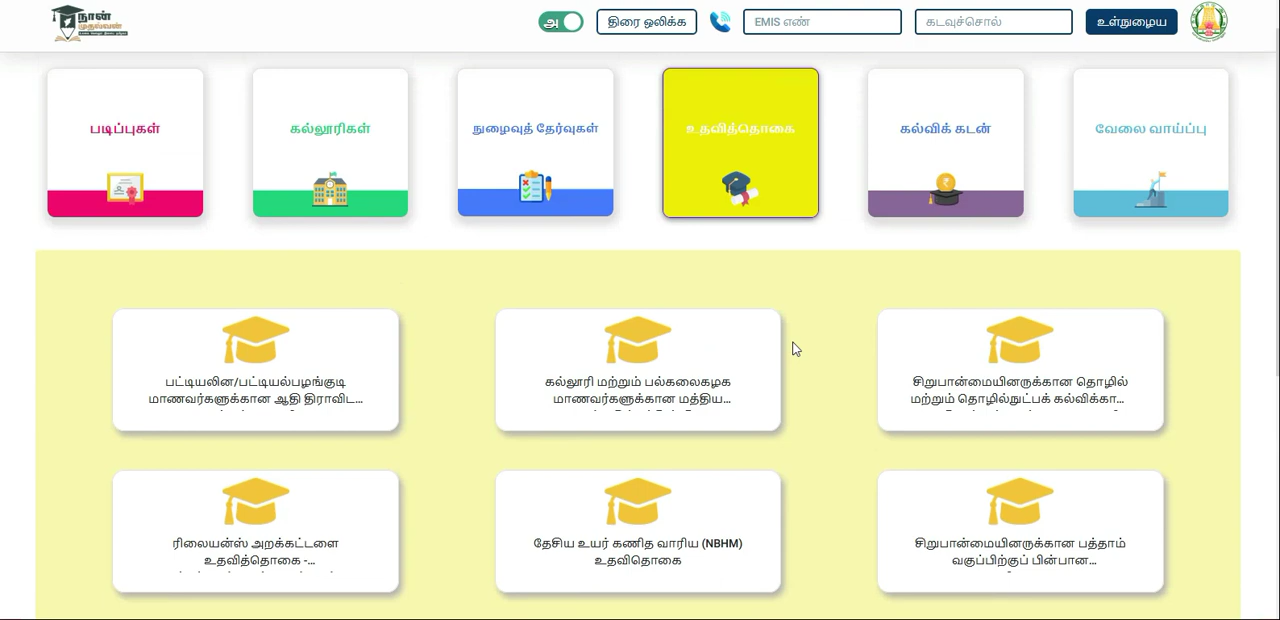 நான்
முதல்வன்
அ
திரை ஒலிக்க
EMIS எண்
கடவுச்சொல்
உள்நுழைய
படிப்புகள்
கல்லூரிகள்
நுழைவுத் தேர்வுகள்
உதவித்தொகை
கல்விக் கடன்
வேலை வாய்ப்பு
பட்டியலின/பட்டியல்பழங்குடி
மாணவர்களுக்கான ஆதி திராவிட...
கல்லூரி மற்றும் பல்கலைகழக
மாணவர்களுக்கான மத்திய...
சிறுபான்மையினருக்கான தொழில்
மற்றும் தொழில்நுட்பக் கல்விக்கா...
ரிலையன்ஸ் அறக்கட்டளை
உதவித்தொகை -...
தேசிய உயர் கணித வாரிய (NBHM)
உதவிதொகை
சிறுபான்மையினருக்கான பத்தாம்
வகுப்பிற்குப் பின்பான...